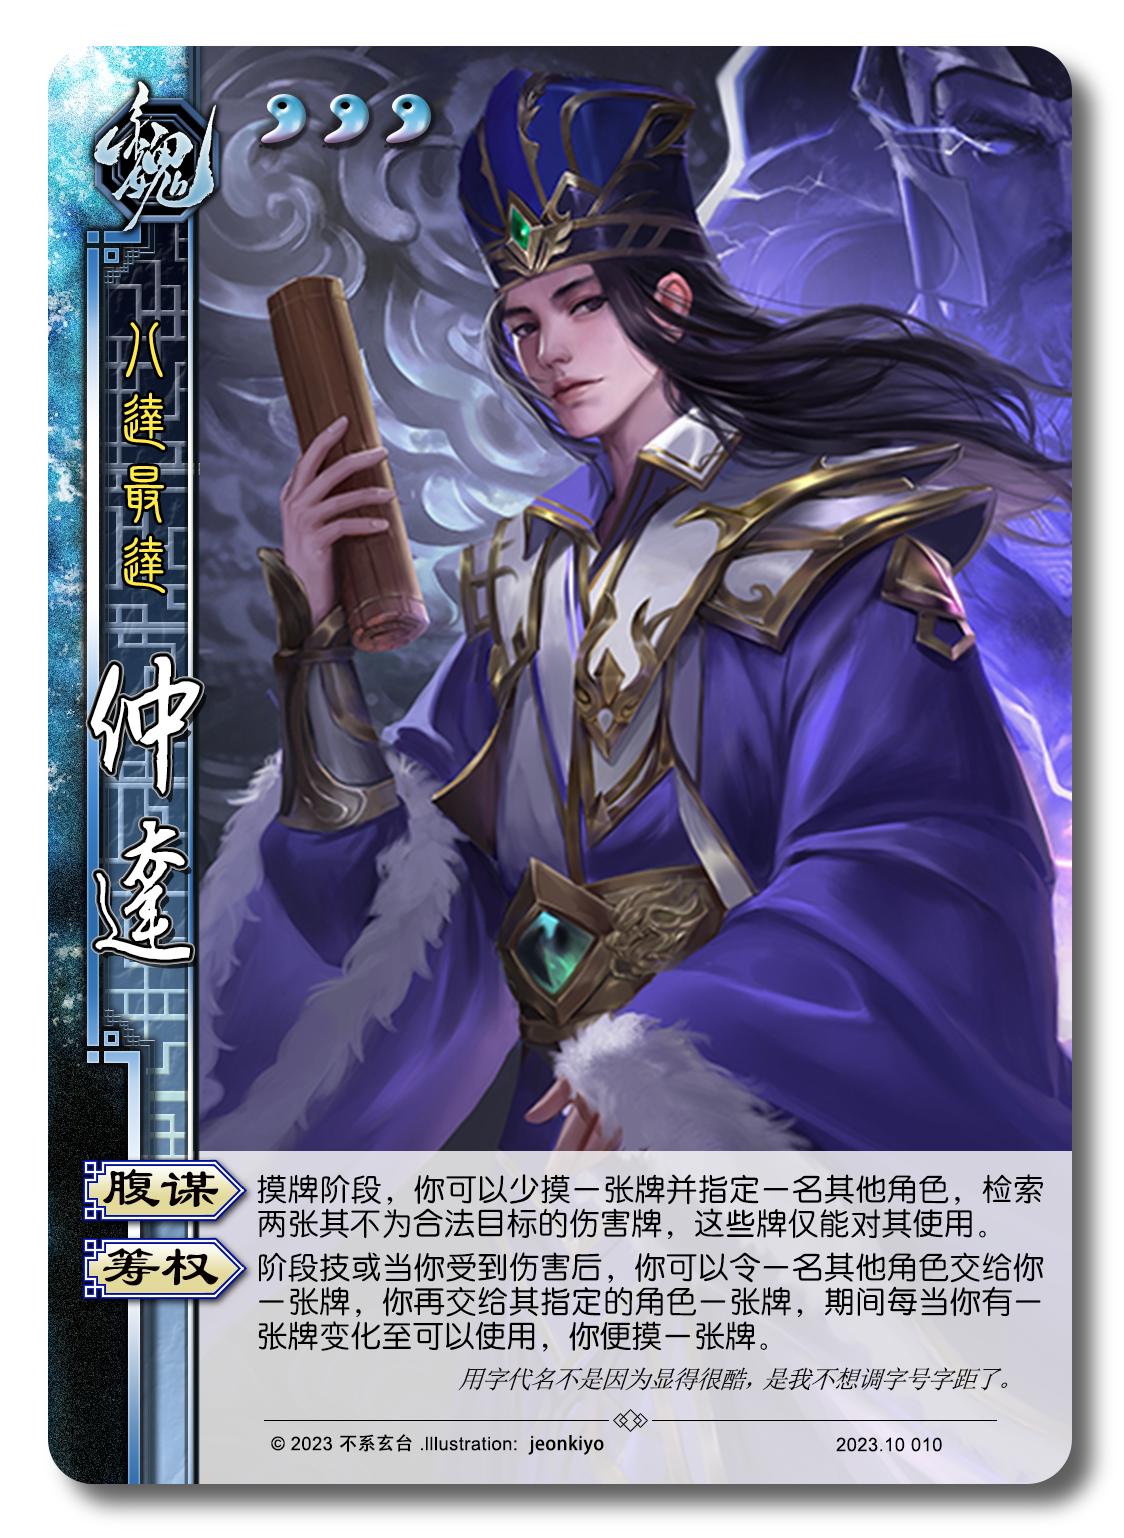 魏
八達最達
仲達
腹谋
摸牌阶段，你可以少摸一张牌并指定一名其他角色，检索
两张其不为合法目标的伤害牌，这些牌仅能对其使用。
筹权
阶段技或当你受到伤害后，你可以令一名其他角色交给你
一张牌，你再交给其指定的角色一张牌，期间每当你有一
张牌变化至可以使用，你便摸一张牌。
用字代名不是因为显得很酷，是我不想调字号字距了。
© 2023 不系玄台 .Illustration: jeonkiyo
2023.10 010